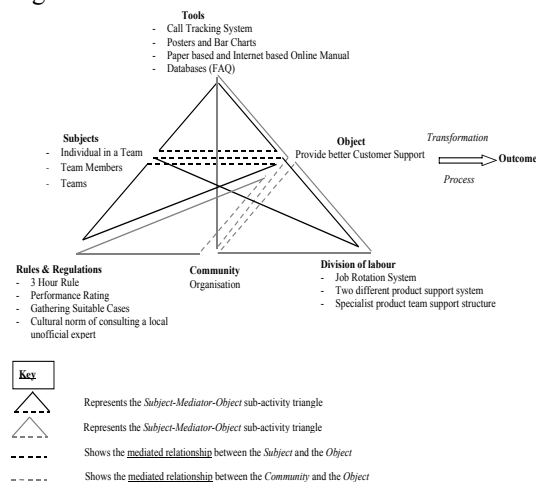 Tools
- Call Tracking System
- Posters and Bar Charts
- Paper based and Internet based Online Manual
- Databases (FAQ)
Subjects
- Individual in a Team
- Team Members
- Teams
Object
Provide better Customer Support
Transformation
Process
Outcome
Rules & Regulations
- 3 Hour Rule
- Performance Rating
- Gathering Suitable Cases
- Cultural norm of consulting a local
unofficial expert
Community
Organisation
Division of labour
- Job Rotation System
- Two different product support system
- Specialist product team support structure
Key
Represents the Subject-Mediator-Object sub-activity triangle
Represents the Subject-Mediator-Object sub-activity triangle
Shows the mediated relationship between the Subject and the Object
Shows the mediated relationship between the Community and the Object